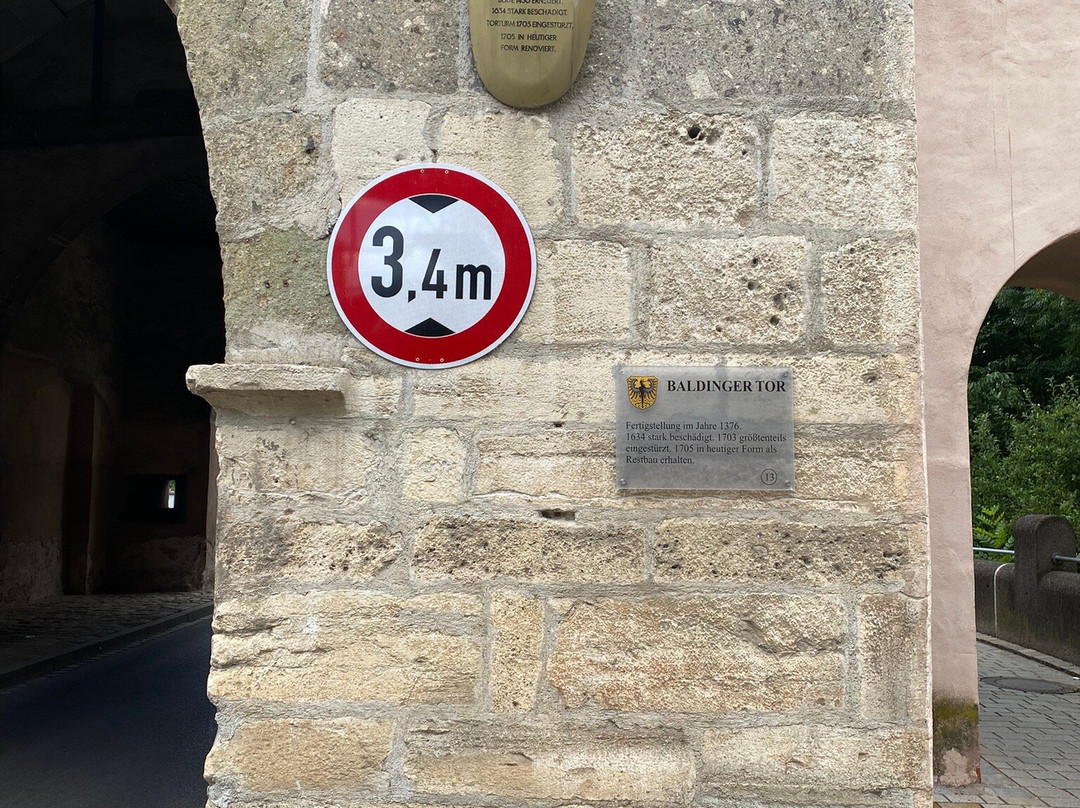 1634 STARK BESCHÄDIGT.
TORTURM 1703 EINGESTÜRZT.
1705 IN HEUTIGER
FORM RENOVIERT.
3,4m
BALDINGER TOR
Fertigstellung im Jahre 1376.
1634 stark beschädigt. 1703 größtenteils
eingestürzt. 1705 in heutiger Form als
Restbau erhalten.
13